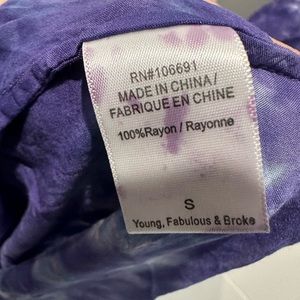 RN#106691
MADE IN CHINA /
FABRIQUE EN CHINE
100%Rayon / Rayonne
S
Young, Fabulous & Broke